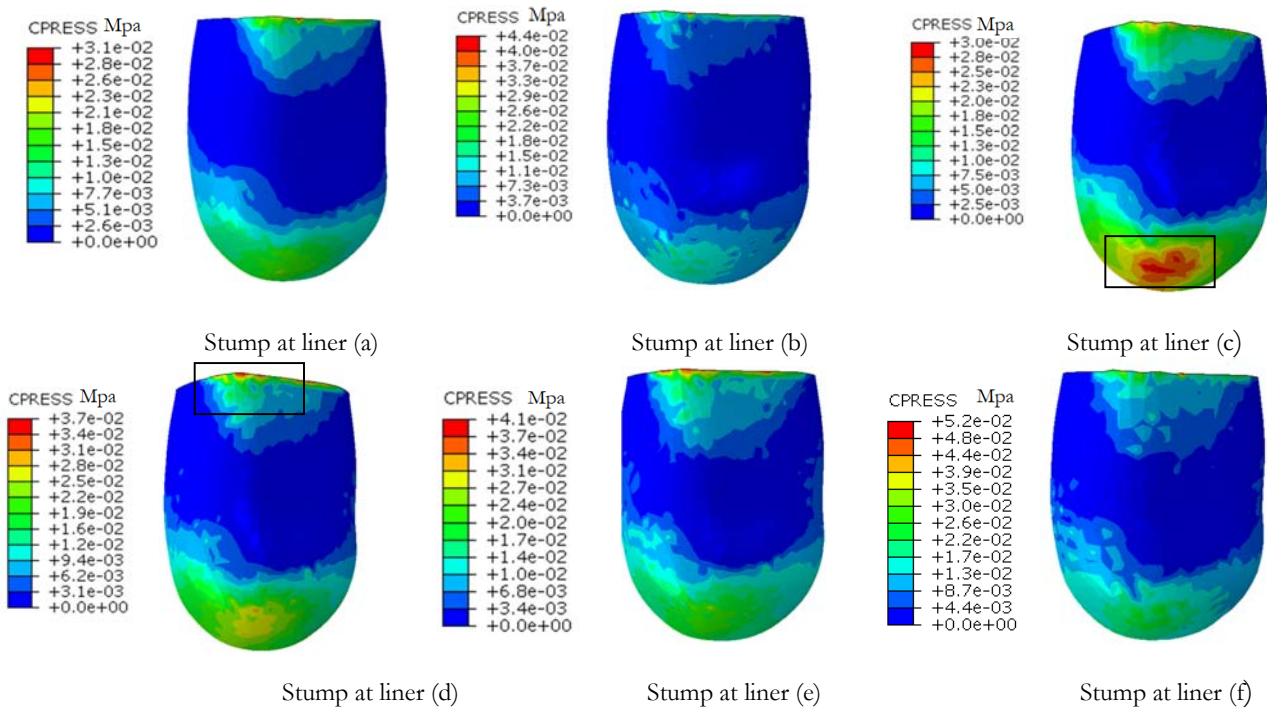 CPRESS Mpa
+3.1e-02
+2.8e-02
+2.6e-02
+2.3e-02
+2.1e-02
+1.8e-02
+1.5e-02
+1.3e-02
+1.0e-02
+7.7e-03
+5.1e-03
+2.6e-03
+0.0e+00
Stump at liner (a)
CPRESS Mpa
+4.4e-02
+4.0e-02
+3.7e-02
+3.3e-02
+2.9e-02
+2.6e-02
+2.2e-02
+1.8e-02
+1.5e-02
+1.1e-02
+7.3e-03
+3.7e-03
+0.0e+00
Stump at liner (b)
CPRESS Mpa
+3.0e-02
+2.8e-02
+2.5e-02
+2.3e-02
+2.0e-02
+1.8e-02
+1.5e-02
+1.3e-02
+1.0e-02
+7.5e-03
+5.0e-03
+2.5e-03
+0.0e+00
Stump at liner (c)
CPRESS Mpa
+3.7e-02
+3.4e-02
+3.1e-02
+2.8e-02
+2.5e-02
+2.2e-02
+1.9e-02
+1.6e-02
+1.2e-02
+9.4e-03
+6.2e-03
+3.1e-03
+0.0e+00
Stump at liner (d)
CPRESS Mpa
+4.1e-02
+3.7e-02
+3.4e-02
+3.1e-02
+2.7e-02
+2.4e-02
+2.0e-02
+1.7e-02
+1.4e-02
+1.0e-02
+6.8e-03
+3.4e-03
+0.0e+00
Stump at liner (e)
CPRESS Mpa
+5.2e-02
+4.8e-02
+4.4e-02
+3.9e-02
+3.5e-02
+3.0e-02
+2.6e-02
+2.2e-02
+1.7e-02
+1.3e-02
+8.7e-03
+4.4e-03
+0.0e+00
Stump at liner (f)